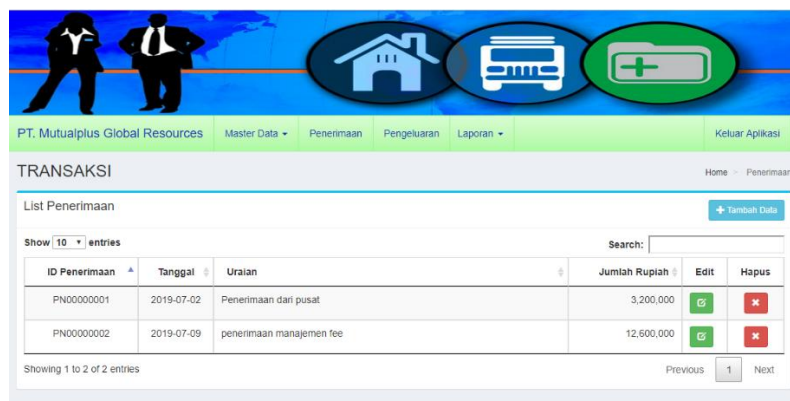 PT. Mutualplus Global Resources Master Data Penerimaan Pengeluaran Laporan Keluar Aplikasi
TRANSAKSI Home > Penerimaan
List Penerimaan Tambah Data
Show 10 entries Search:
ID Penerimaan Tanggal Uraian Jumlah Rupiah Edit Hapus
PN00000001 2019-07-02 Penerimaan dari pusat 3,200,000
PN00000002 2019-07-09 penerimaan manajemen fee 12,600,000
Showing 1 to 2 of 2 entries Previous 1 Next